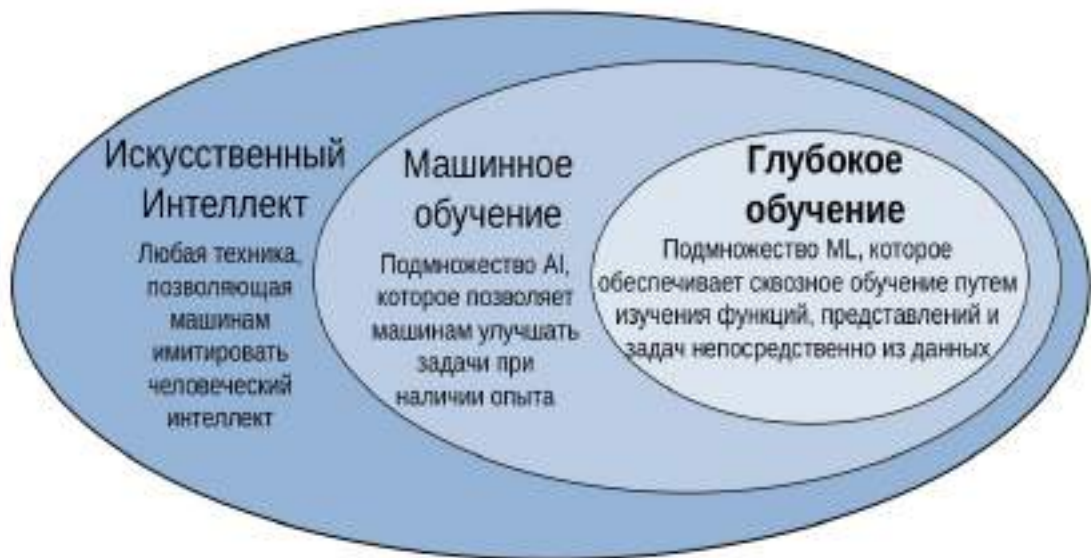 Искусственный
Интеллект
Любая техника,
позволяющая
машинам
имитировать
человеческий
интеллект
Машинное
обучение
Подмножество AI,
которое позволяет
машинам улучшать
задачи при
наличии опыта
Глубокое
обучение
Подмножество ML, которое
обеспечивает сквозное обучение путем
изучения функций, представлений и
задач непосредственно из данных